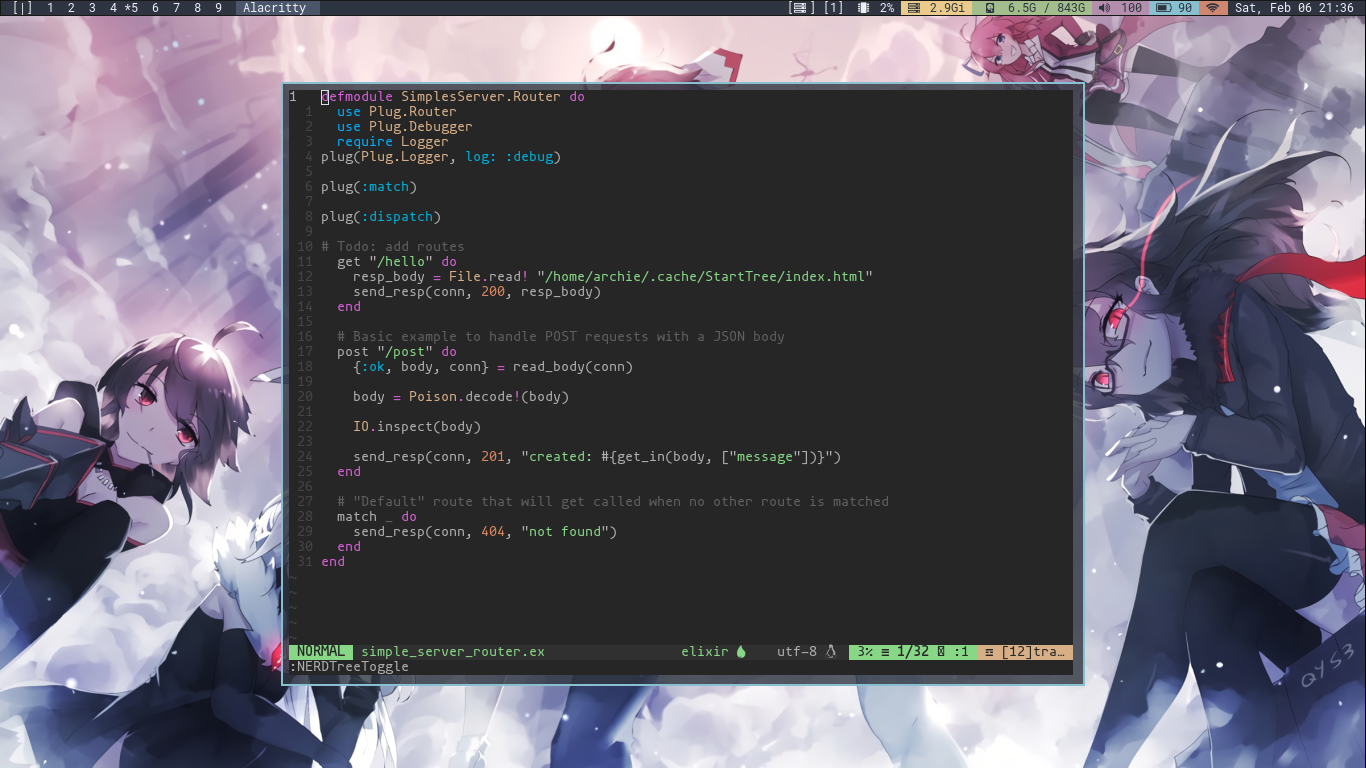 [|] 1 2 3 4 *5 6 7 8 9 Alacritty [ ] [1] 2% 2.9Gi 6.5G / 843G 100 90 Sat, Feb 06 21:36
1 defmodule SimplesServer.Router do
1 use Plug.Router
2 use Plug.Debugger
3 require Logger
4 plug(Plug.Logger, log: :debug)
5
6 plug(:match)
7
8 plug(:dispatch)
9
10 # Todo: add routes
11 get "/hello" do
12 resp_body = File.read! "/home/archie/.cache/StartTree/index.html"
13 send_resp(conn, 200, resp_body)
14 end
15
16 # Basic example to handle POST requests with a JSON body
17 post "/post" do
18 {:ok, body, conn} = read_body(conn)
19
20 body = Poison.decode!(body)
21
22 IO.inspect(body)
23
24 send_resp(conn, 201, "created: #{get_in(body, ["message"])}")
25 end
26
27 # "Default" route that will get called when no other route is matched
28 match _ do
29 send_resp(conn, 404, "not found")
30 end
31 end
~
~
~
~
~
NORMAL simple_server_router.ex elixir utf-8 3% ≡ 1/32 :1 ☲ [12]tra…
:NERDTreeToggle
QYS3